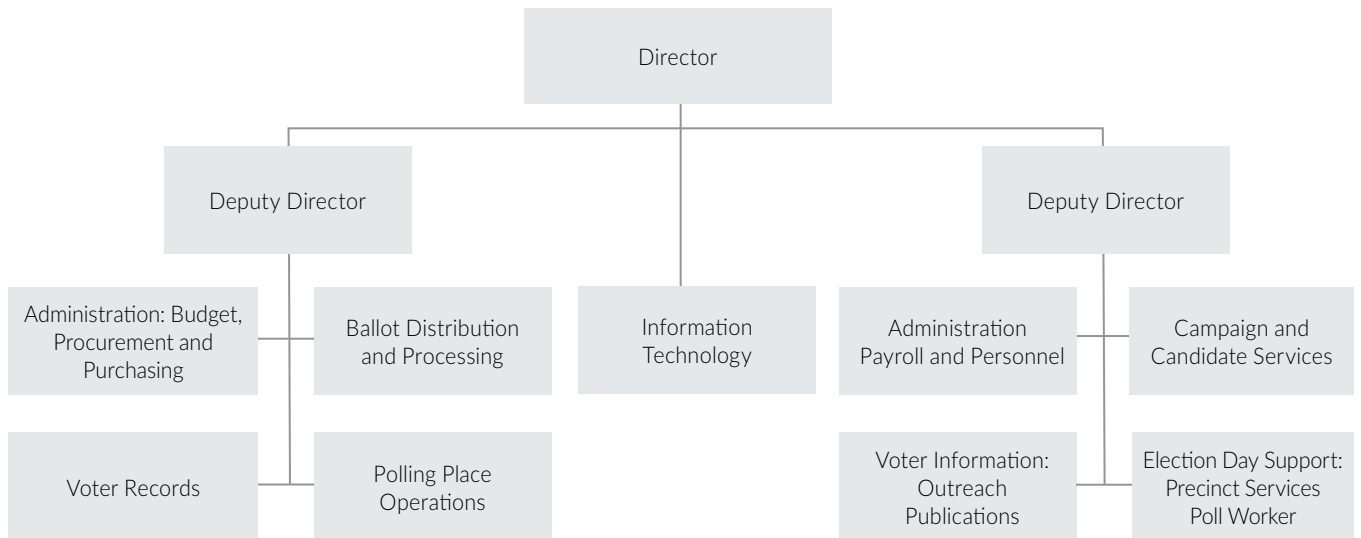 Director
Deputy Director
Deputy Director
Administration: Budget,
Procurement and
Purchasing
Ballot Distribution
and Processing
Information
Technology
Administration
Payroll and Personnel
Campaign and
Candidate Services
Voter Records
Polling Place
Operations
Voter Information:
Outreach
Publications
Election Day Support:
Precinct Services
Poll Worker